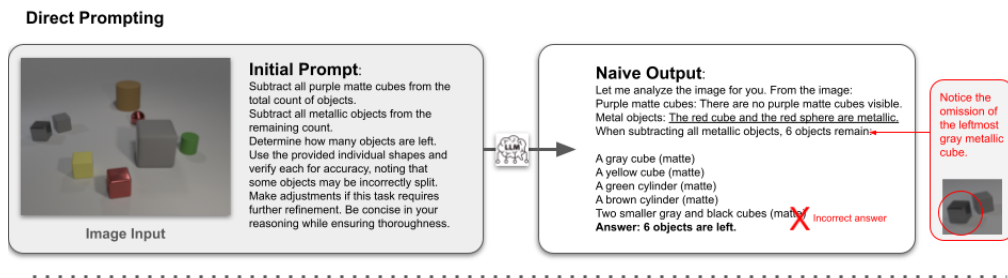 Direct Prompting
Initial Prompt:
Subtract all purple matte cubes from the
total count of objects.
Subtract all metallic objects from the
remaining count.
Determine how many objects are left.
Use the provided individual shapes and
verify each for accuracy, noting that
some objects may be incorrectly split.
Make adjustments if this task requires
further refinement. Be concise in your
reasoning while ensuring thoroughness.
Image Input
LLM
Naive Output:
Let me analyze the image for you. From the image:
Purple matte cubes: There are no purple matte cubes visible.
Metal objects: The red cube and the red sphere are metallic.
When subtracting all metallic objects, 6 objects remain:
A gray cube (matte)
A yellow cube (matte)
A green cylinder (matte)
A brown cylinder (matte)
Two smaller gray and black cubes (matte)
Answer: 6 objects are left.
X Incorrect answer
Notice the
omission of
the leftmost
gray metallic
cube.